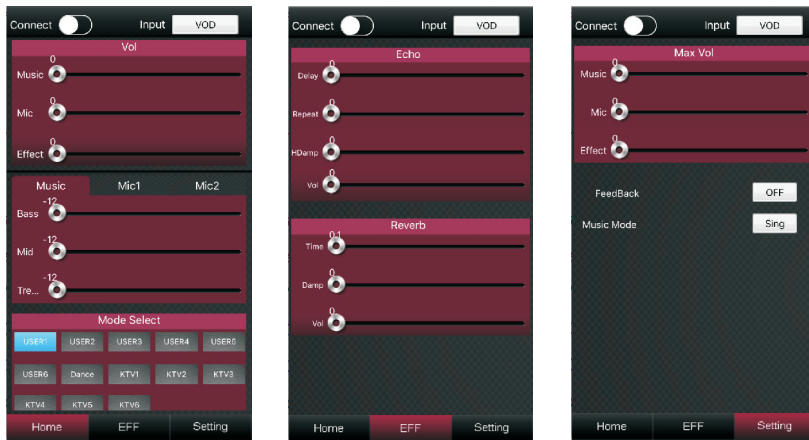 Connect Input VOD
Vol
0
Music
0
Mic
0
Effect
Music Mic1 Mic2
-12
Bass
-12
Mid
-12
Tre...
Mode Select
USER1 USER2 USER3 USER4 USER5
USER6 Dance KTV1 KTV2 KTV3
KTV4 KTV5 KTV6
Home EFF Setting
Connect Input VOD
Echo
0
Delay
0
Repeat
0
HDamp
0
Vol
Reverb
0.1
Time
0
Damp
0
Vol
Home EFF Setting
Connect Input VOD
Max Vol
0
Music
0
Mic
0
Effect
FeedBack OFF
Music Mode Sing
Home EFF Setting